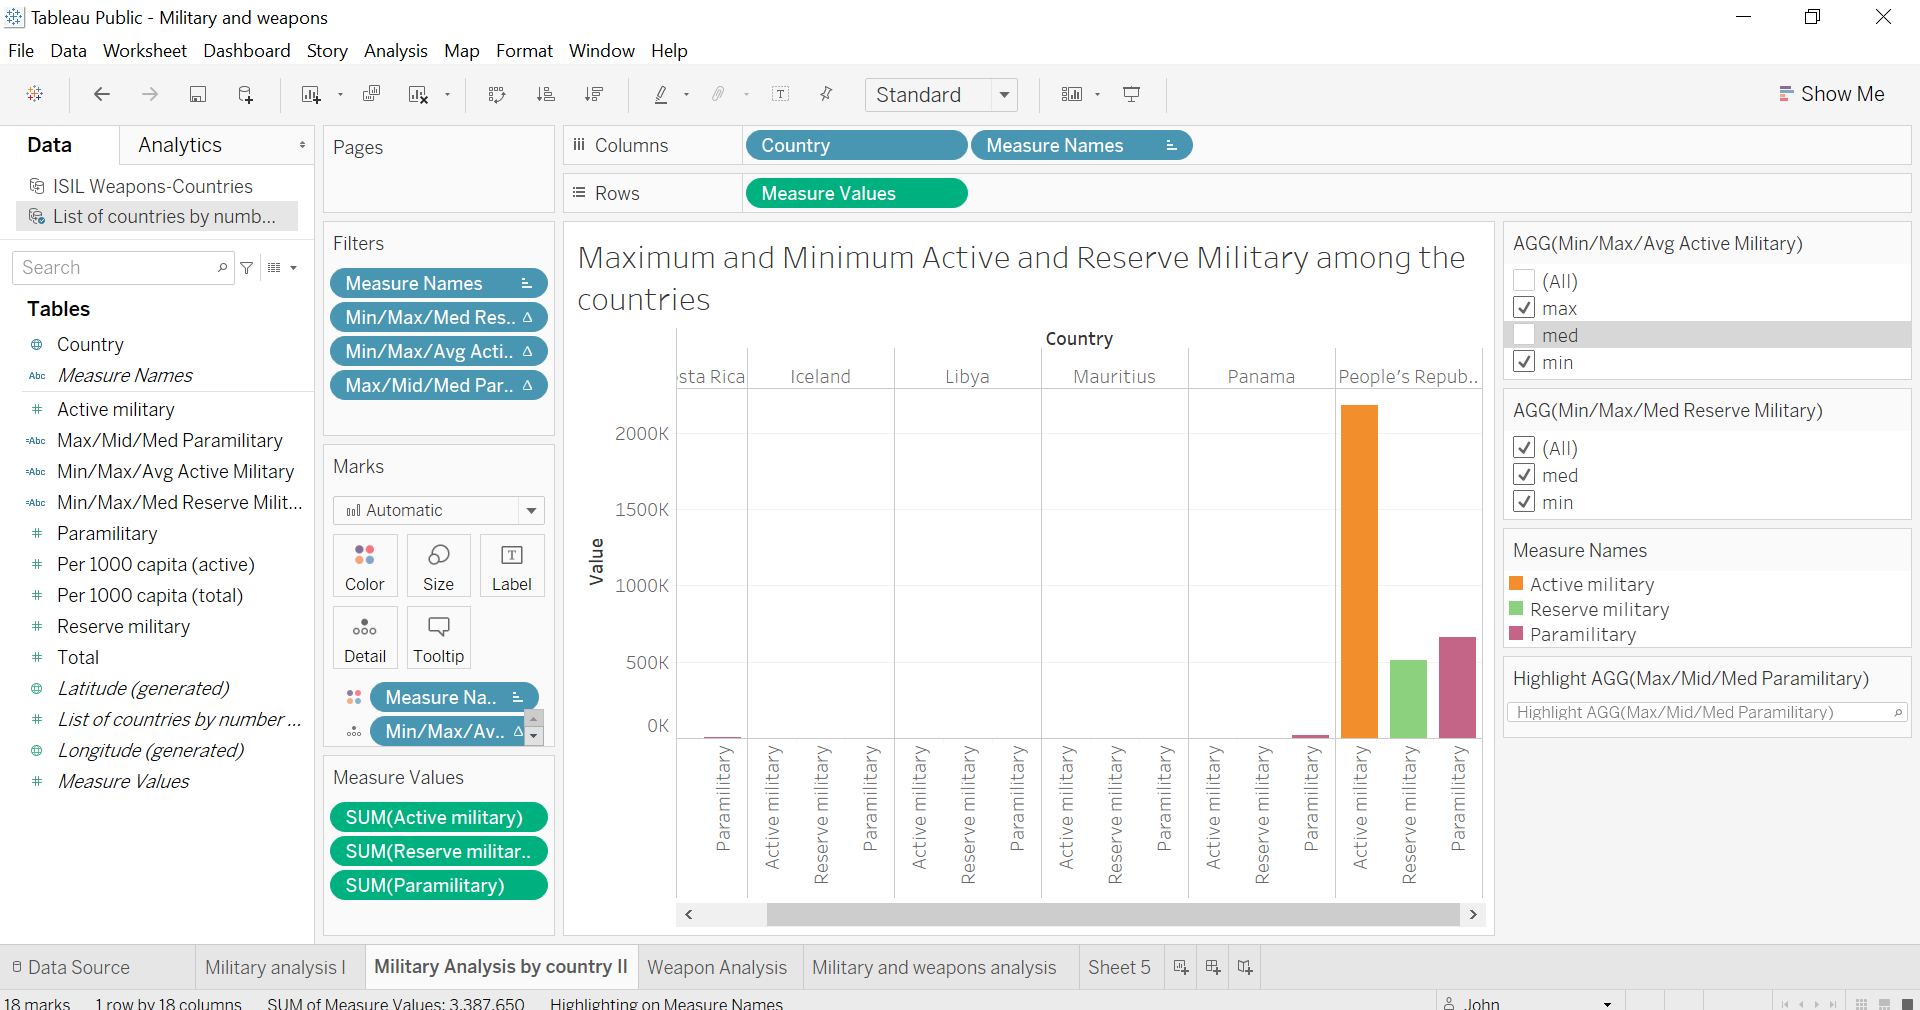 Tableau Public - Military and weapons
File Data Worksheet Dashboard Story Analysis Map Format Window Help
Standard
Show Me
Data Analytics
ISIL Weapons-Countries
List of countries by numb...
Search
Tables
Country
Abc Measure Names
Active military
=Abc Max/Mid/Med Paramilitary
=Abc Min/Max/Avg Active Military
=Abc Min/Max/Med Reserve Milit...
Paramilitary
Per 1000 capita (active)
Per 1000 capita (total)
Reserve military
Total
Latitude (generated)
List of countries by number ...
Longitude (generated)
Measure Values
Pages
Filters
Measure Names
Min/Max/Med Res..
Min/Max/Avg Acti..
Max/Mid/Med Par..
Marks
Automatic
Color Size Label
Detail Tooltip
Measure Na..
Min/Max/Av..
Measure Values
SUM(Active military)
SUM(Reserve militar..
SUM(Paramilitary)
Columns Country Measure Names
Rows Measure Values
Maximum and Minimum Active and Reserve Military among the
countries
Country
sta Rica Iceland Libya Mauritius Panama People's Repub..
Value
2000K
1500K
1000K
500K
0K
Paramilitary
Active military
Reserve military
Paramilitary
Active military
Reserve military
Paramilitary
Active military
Reserve military
Paramilitary
Active military
Reserve military
Paramilitary
Active military
Reserve military
Paramilitary
AGG(Min/Max/Avg Active Military)
(All)
max
med
min
AGG(Min/Max/Med Reserve Military)
(All)
med
min
Measure Names
Active military
Reserve military
Paramilitary
Highlight AGG(Max/Mid/Med Paramilitary)
Highlight AGG(Max/Mid/Med Paramilitary)
Data Source Military analysis I Military Analysis by country II Weapon Analysis Military and weapons analysis Sheet 5
18 marks 1 row by 18 columns SUM of Measure Values: 3,387,650 Highlighting on Measure Names John